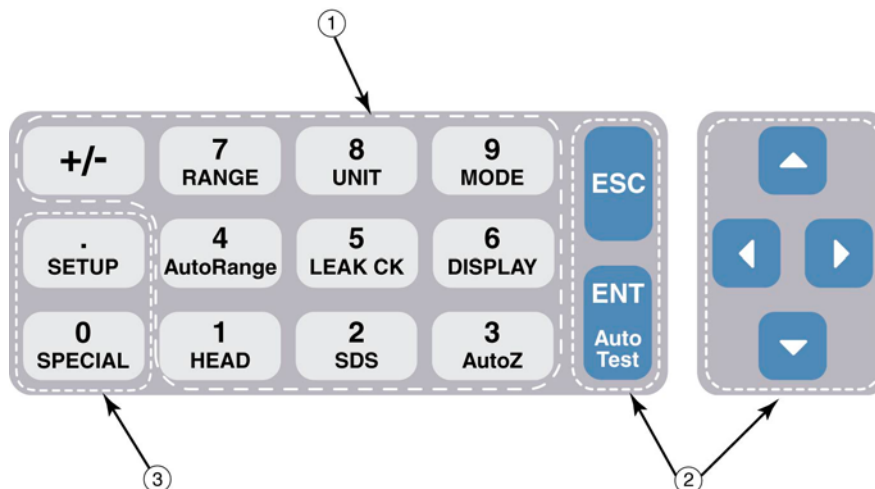 1
+/-
7
RANGE
8
UNIT
9
MODE
ESC
.
SETUP
4
AutoRange
5
LEAK CK
6
DISPLAY
0
SPECIAL
1
HEAD
2
SDS
3
AutoZ
ENT
Auto
Test
3
2